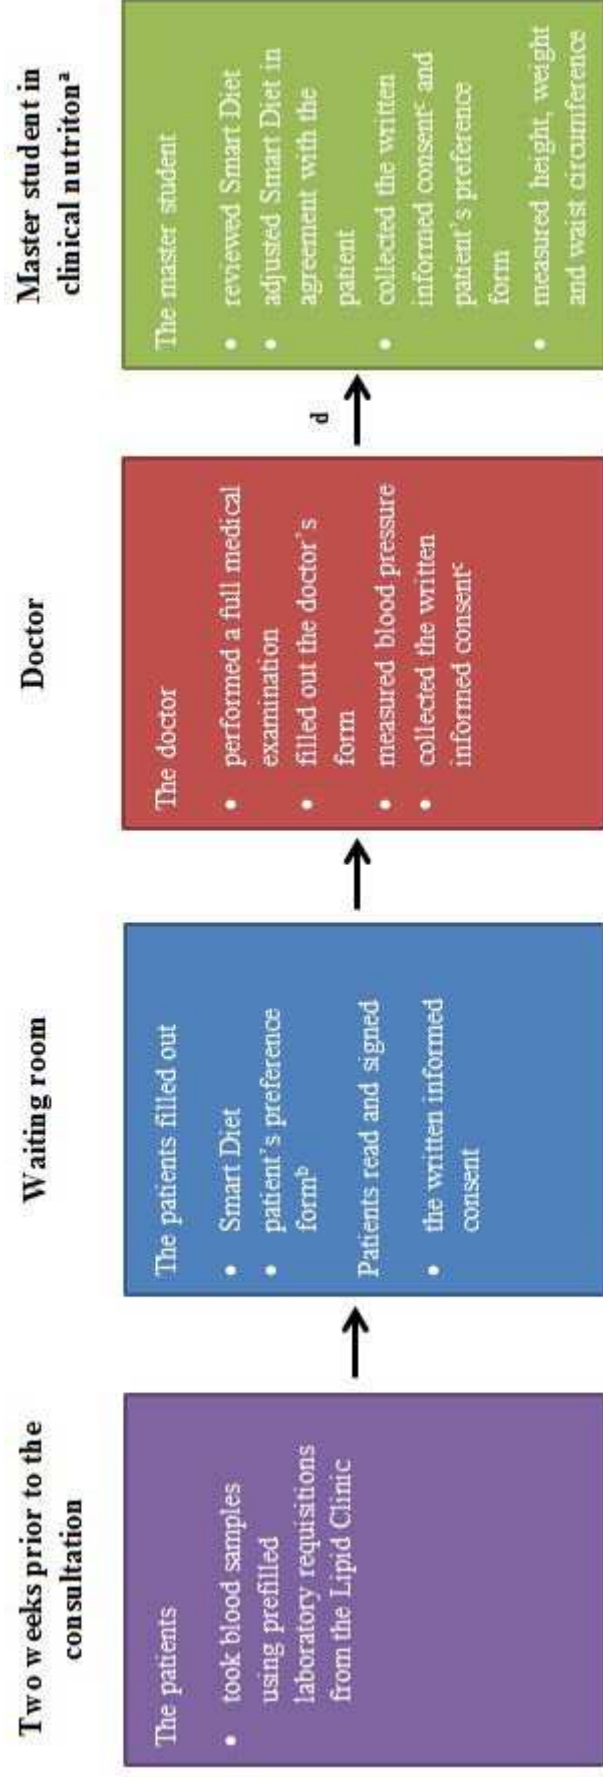 Two weeks prior to the
consultation
The patients
• took blood samples
using prefilled
laboratory requisitions
from the Lipid Clinic
Waiting room
The patients filled out
• Smart Diet
• patient's preference
formᵇ
Patients read and signed
• the written informed
consent
Doctor
The doctor
• performed a full medical
examination
• filled out the doctor's
form
• measured blood pressure
• collected the written
informed consentᶜ
d
Master student in
clinical nutritonᵃ
The master student
• reviewed Smart Diet
• adjusted Smart Diet in
agreement with the
patient
• collected the written
informed consentᶜ and
patient's preference
form
• measured height, weight
and waist circumference